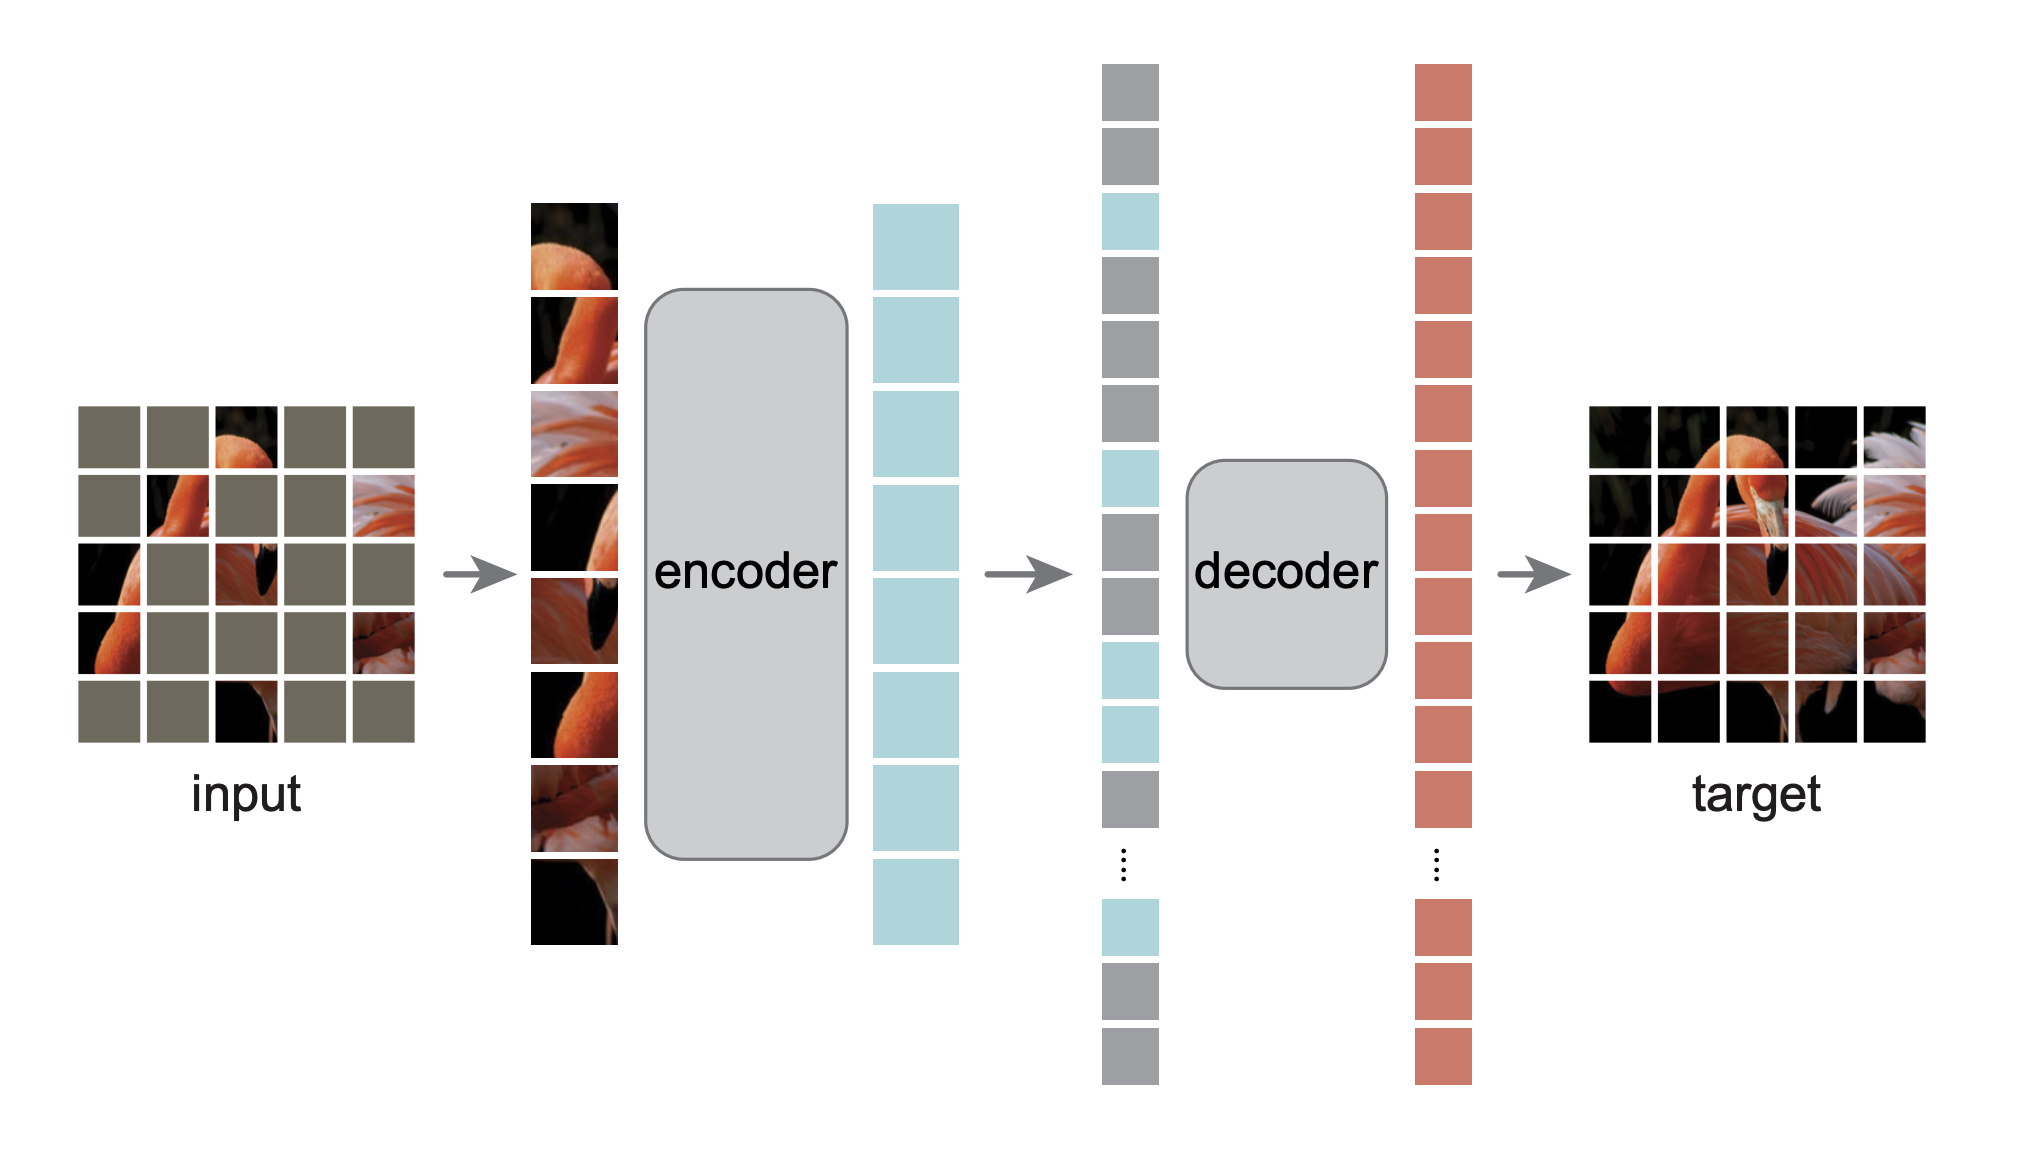 input
encoder
decoder
target